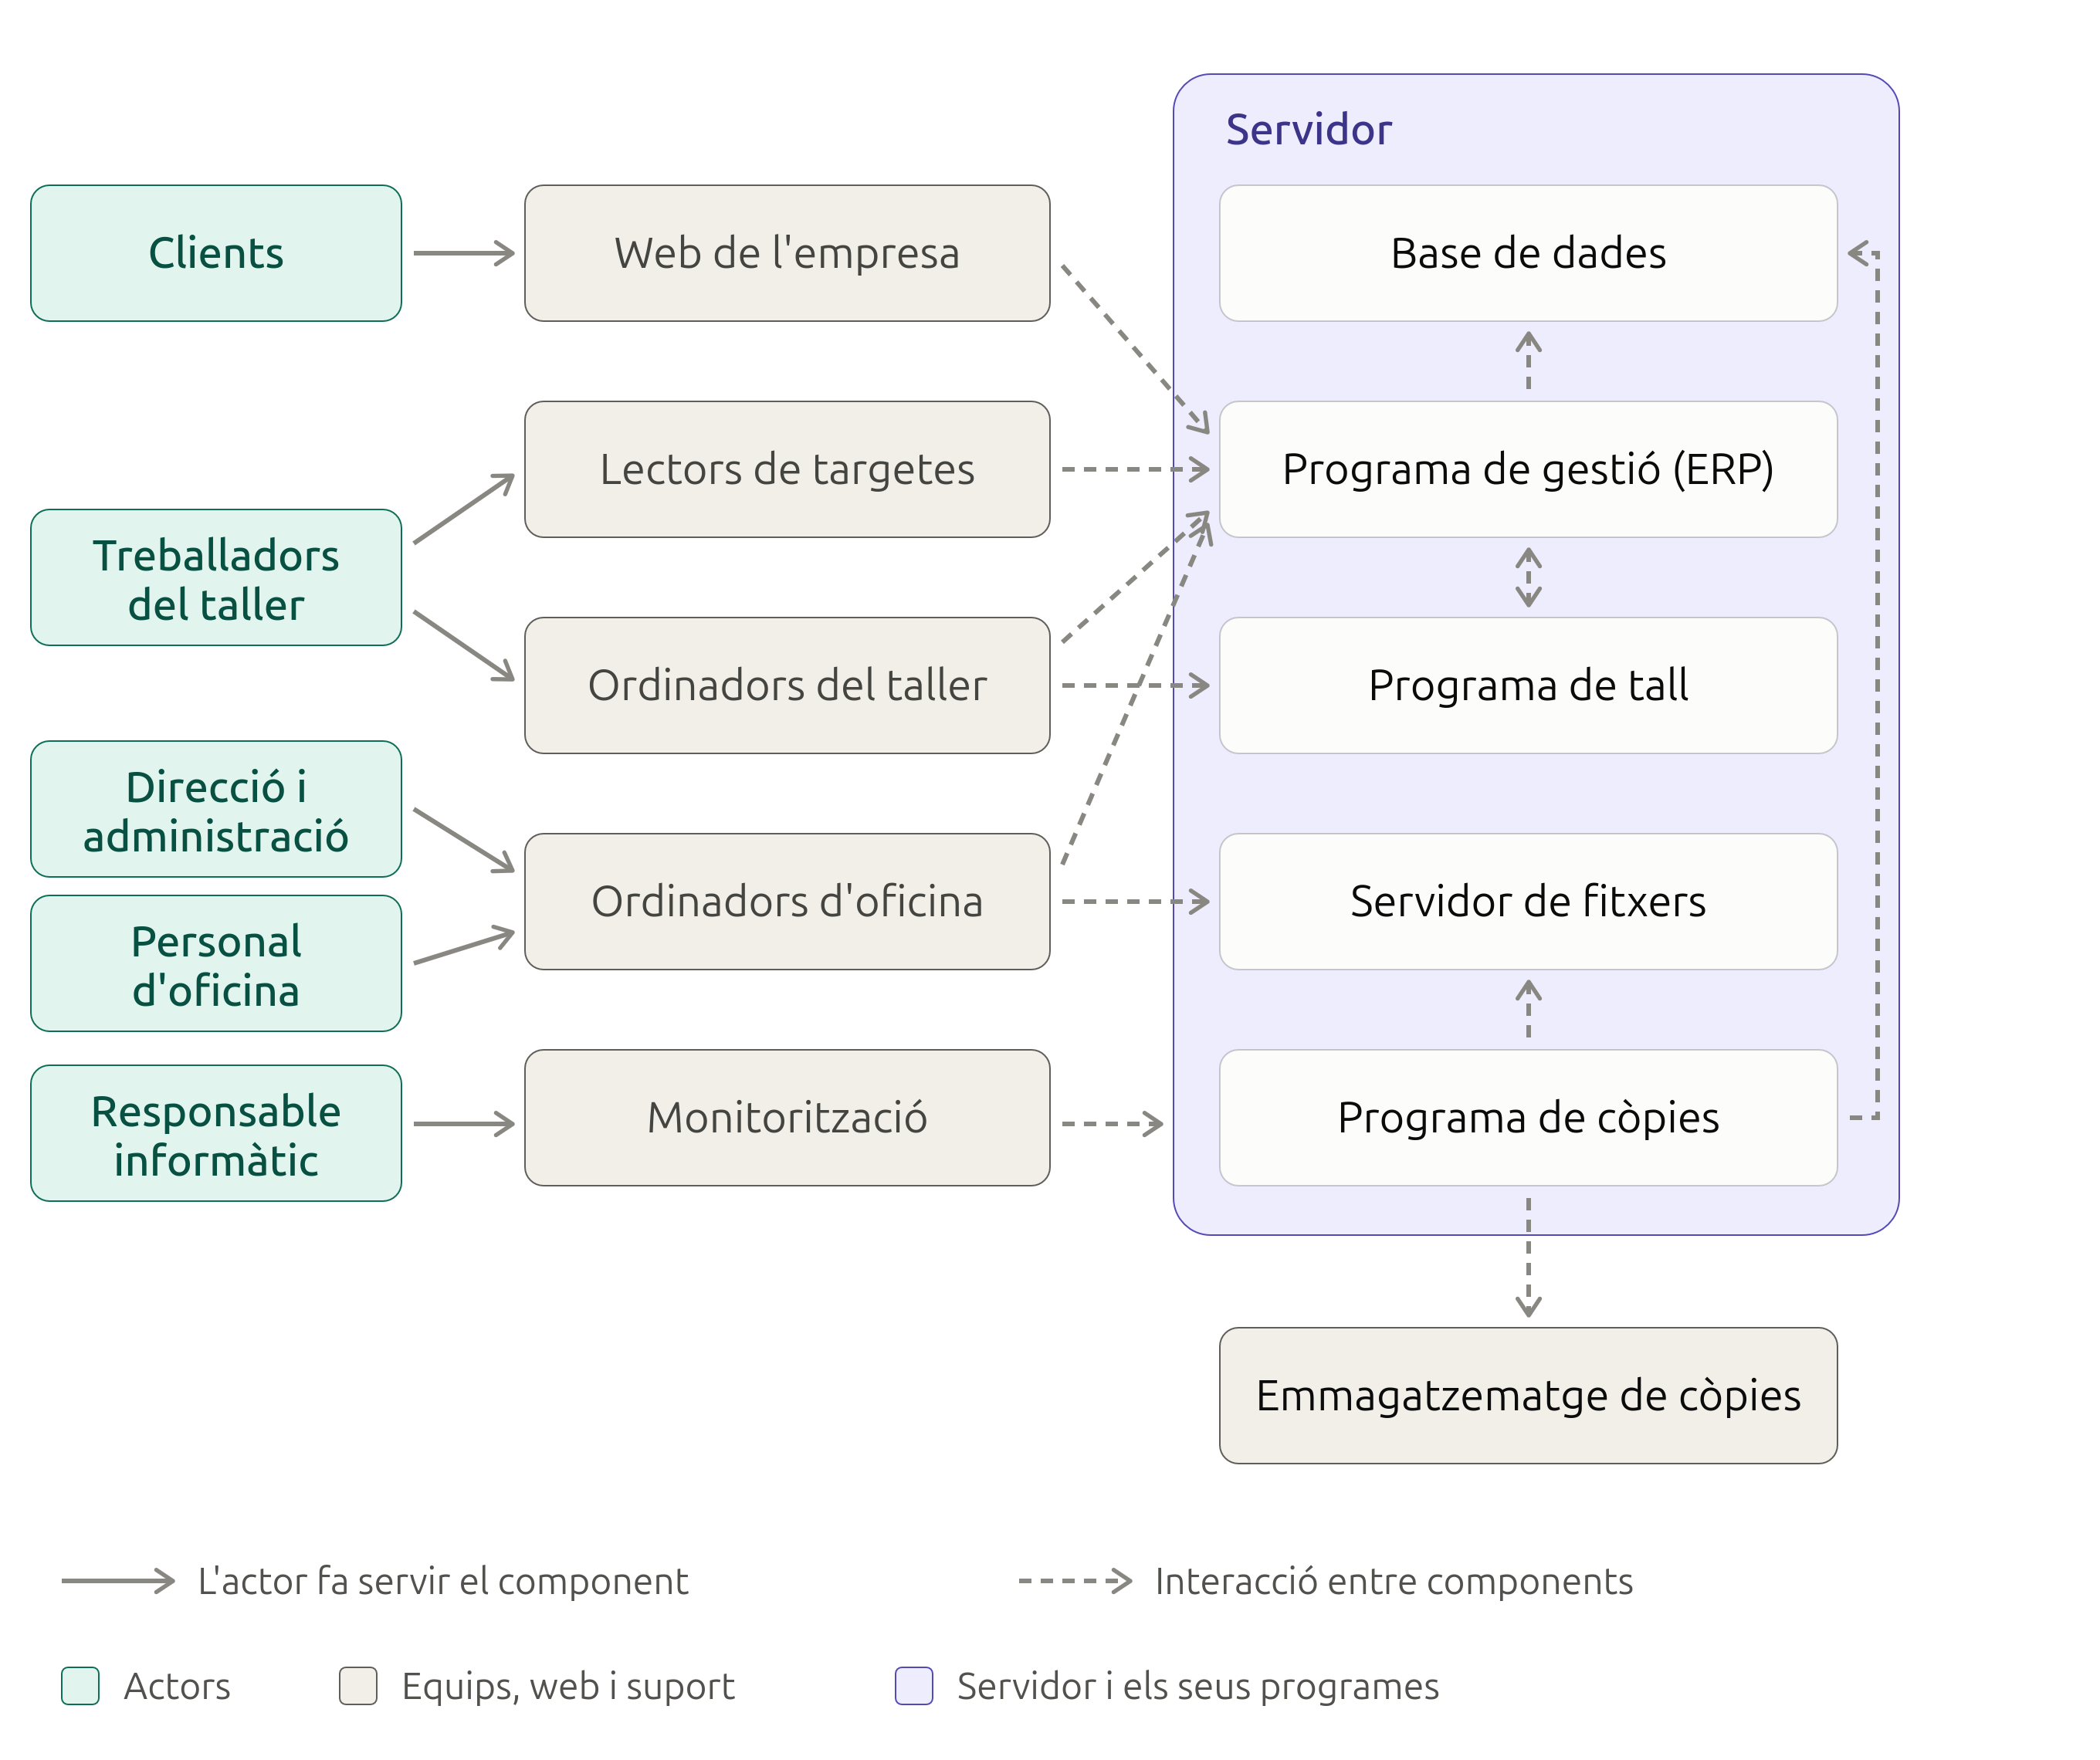 Servidor
Clients
Web de l'empresa
Base de dades
Lectors de targetes
Programa de gestió (ERP)
Treballadors
del taller
Ordinadors del taller
Programa de tall
Direcció i
administració
Ordinadors d'oficina
Servidor de fitxers
Personal
d'oficina
Responsable
informàtic
Monitorització
Programa de còpies
Emmagatzematge de còpies
L'actor fa servir el component
Interacció entre components
Actors
Equips, web i suport
Servidor i els seus programes